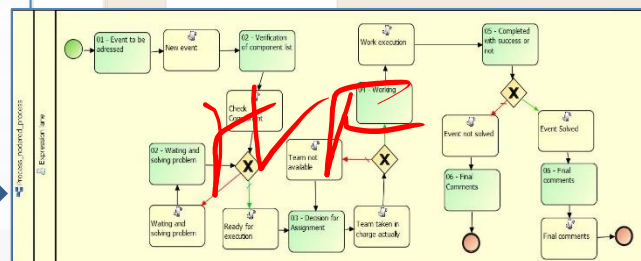 Process_nodeend_process
Expression lane
01 - Event to be
adressed
New event
02 - Verification
of component list
Check
02 - Waiting and
solving problem
Waiting and
solving problem
Ready for
execution
03 - Decision for
Assignment
Team not
available
Team taken in
charge actually
04 - Working
Work execution
05 - Completed
with success or
not
Event not solved
06 - Final
Comments
Event Solved
06 - Final
comments
Final comments